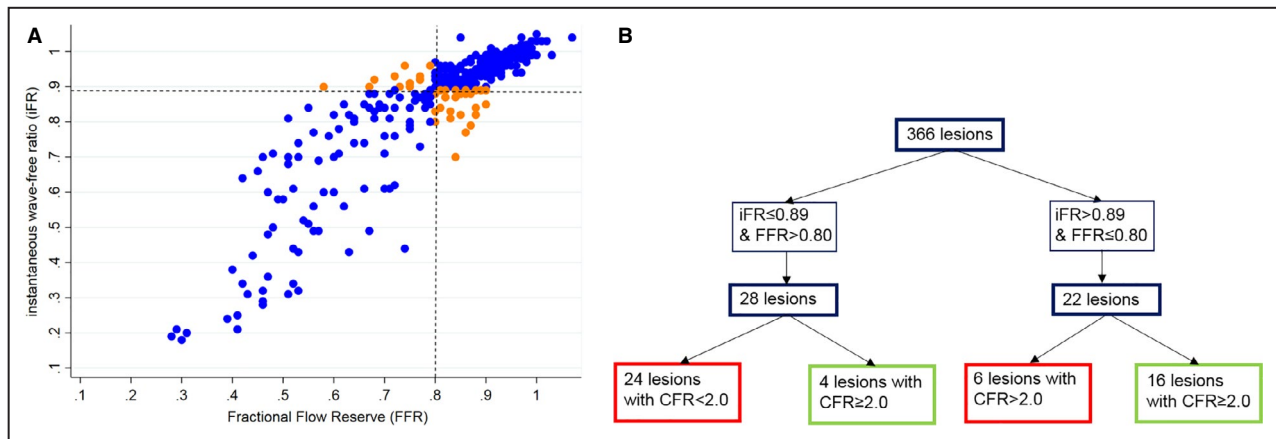 A
instantaneous wave-free ratio (iFR)
1
.9
.8
.7
.6
.5
.4
.3
.2
.1
.1 .2 .3 .4 .5 .6 .7 .8 .9 1
Fractional Flow Reserve (FFR)
B
366 lesions
iFR≤0.89
& FFR>0.80
iFR>0.89
& FFR≤0.80
28 lesions
22 lesions
24 lesions
with CFR<2.0
4 lesions with
CFR≥2.0
6 lesions with
CFR>2.0
16 lesions
with CFR≥2.0